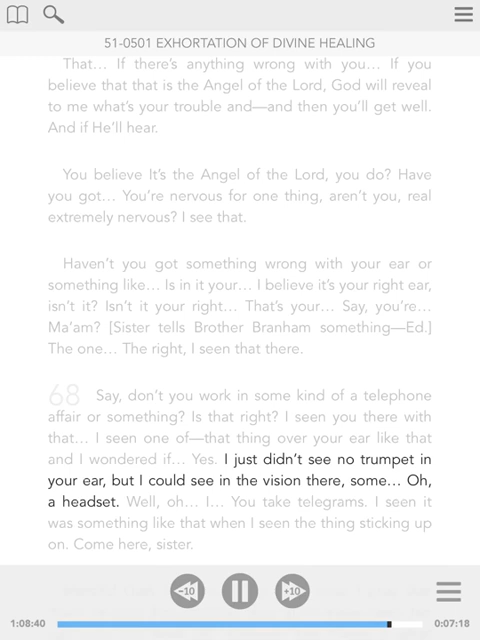 51-0501 EXHORTATION OF DIVINE HEALING
That… If there's anything wrong with you… If you
believe that that is the Angel of the Lord, God will reveal
to me what's your trouble and—and then you'll get well.
And if He'll hear.
You believe It's the Angel of the Lord, you do? Have
you got… You're nervous for one thing, aren't you, real
extremely nervous? I see that.
Haven't you got something wrong with your ear or
something like… Is in it your… I believe it's your right ear,
isn't it? Isn't it your right… That's your… Say, you're…
Ma'am? [Sister tells Brother Branham something—Ed.]
The one… The right, I seen that there.
68 Say, don't you work in some kind of a telephone
affair or something? Is that right? I seen you there with
that… I seen one of—that thing over your ear like that
and I wondered if… Yes. I just didn't see no trumpet in
your ear, but I could see in the vision there, some… Oh,
a headset. Well, oh… I… You take telegrams. I seen it
was something like that when I seen the thing sticking up
on. Come here, sister.
-10
+10
1:08:40
0:07:18